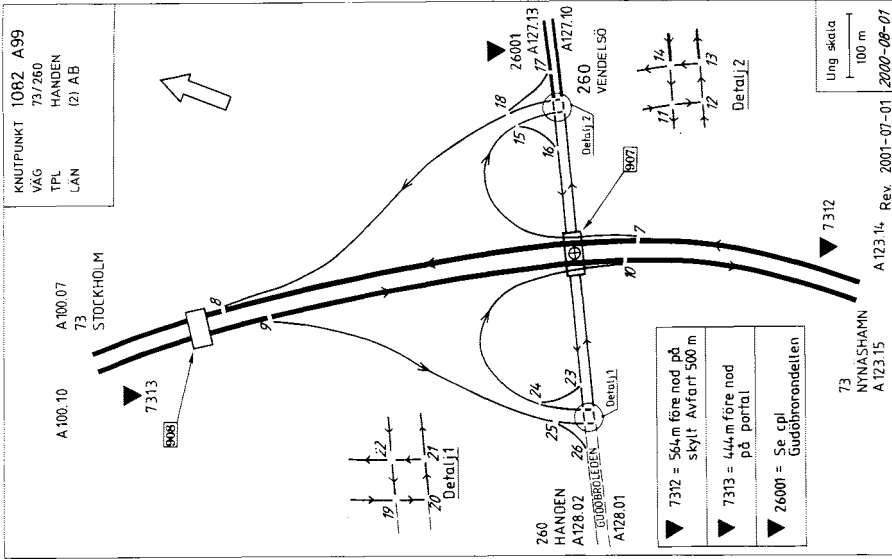 KNUTPUNKT 1082 A99
VÄG 73/260
TPL HANDEN
LÄN (2) AB
A100.07
73
STOCKHOLM
A100.10
7313
908
8
9
26001
A127.13
A127.10
17
18
260
VENDELSÖ
15
16
Detalj 2
14
11
13
12
Detalj 2
907
7
10
24
23
25
26
Detalj 1
22
19
21
20
Detalj 1
260
HANDEN
A128.02
GUDÖBROLEDEN
A128.01
7312
73
NYNÄSHAMN
A123.15
A123.14
7312 = 564m före nod på
skylt Avfart 500 m
7313 = 444m före nod
på portal
26001 = Se cpl
Gudöbrorondellen
Ung skala
100 m
Rev. 2001-07-01 2000-08-01